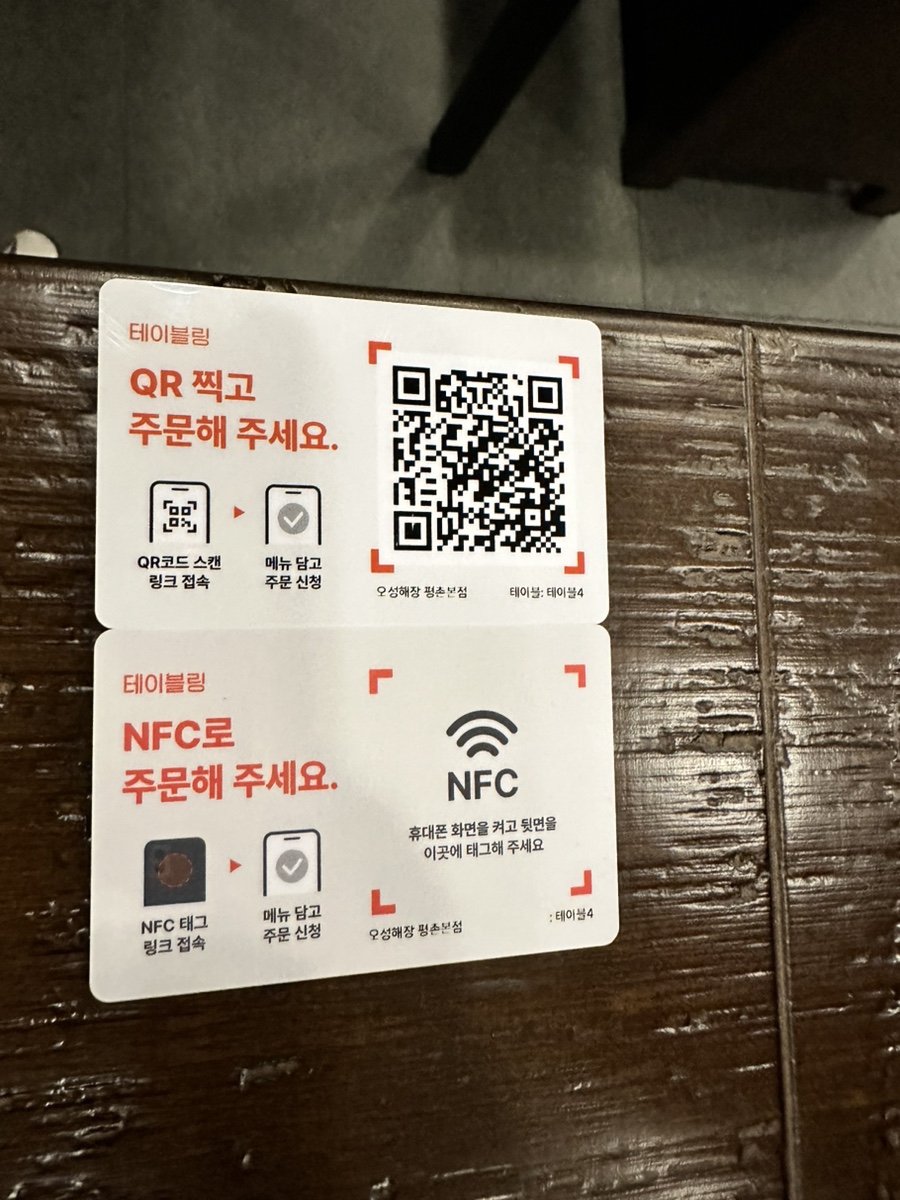 테이블링
QR 찍고
주문해 주세요.
QR코드 스캔
링크 접속
메뉴 담고
주문 신청
오성해장 평촌본점
테이블: 테이블4
테이블링
NFC로
주문해 주세요.
NFC 태그
링크 접속
메뉴 담고
주문 신청
NFC
휴대폰 화면을 켜고 뒷면을
이곳에 태그해 주세요
오성해장 평촌본점
: 테이블4